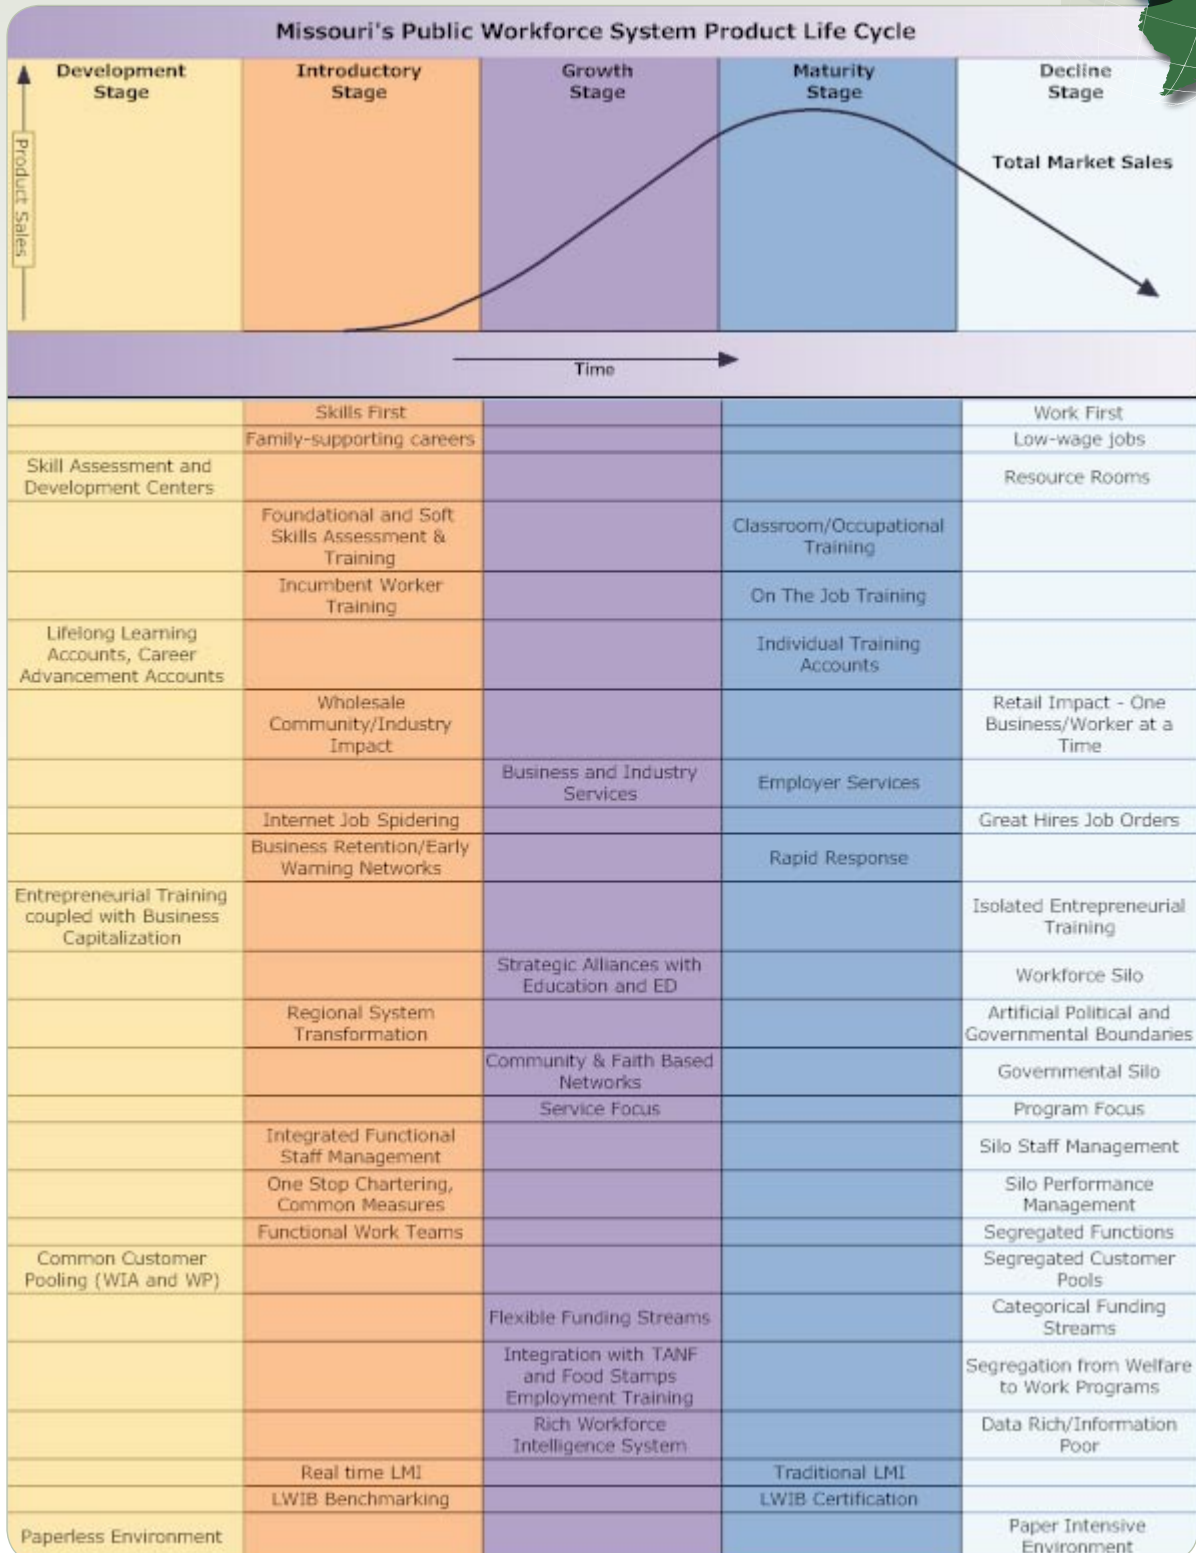 Missouri's Public Workforce System Product Life Cycle
Development
Stage
Introductory
Stage
Growth
Stage
Maturity
Stage
Decline
Stage
Product Sales
Total Market Sales
Time
Skills First
Work First
Family-supporting careers
Low-wage jobs
Skill Assessment and
Development Centers
Resource Rooms
Foundational and Soft
Skills Assessment &
Training
Classroom/Occupational
Training
Incumbent Worker
Training
On The Job Training
Lifelong Learning
Accounts, Career
Advancement Accounts
Individual Training
Accounts
Wholesale
Community/Industry
Impact
Retail Impact - One
Business/Worker at a
Time
Business and Industry
Services
Employer Services
Internet Job Spidering
Great Hires Job Orders
Business Retention/Early
Warning Networks
Rapid Response
Entrepreneurial Training
coupled with Business
Capitalization
Isolated Entrepreneurial
Training
Strategic Alliances with
Education and ED
Workforce Silo
Regional System
Transformation
Artificial Political and
Governmental Boundaries
Community & Faith Based
Networks
Governmental Silo
Service Focus
Program Focus
Integrated Functional
Staff Management
Silo Staff Management
One Stop Chartering,
Common Measures
Silo Performance
Management
Functional Work Teams
Segregated Functions
Common Customer
Pooling (WIA and WP)
Segregated Customer
Pools
Flexible Funding Streams
Categorical Funding
Streams
Integration with TANF
and Food Stamps
Employment Training
Segregation from Welfare
to Work Programs
Rich Workforce
Intelligence System
Data Rich/Information
Poor
Real time LMI
Traditional LMI
LWIB Benchmarking
LWIB Certification
Paperless Environment
Paper Intensive
Environment